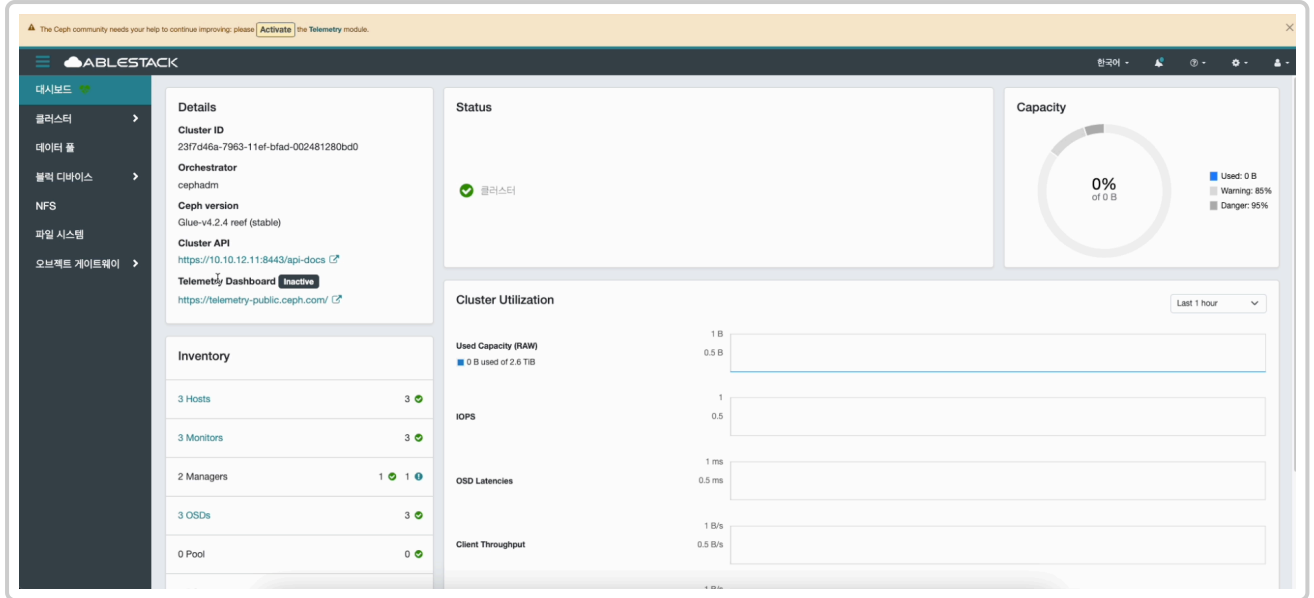 The Ceph community needs your help to continue improving: please Activate the Telemetry module.
ABLESTACK
한국어
대시보드
클러스터
데이터 풀
블럭 디바이스
NFS
파일 시스템
오브젝트 게이트웨이
Details
Cluster ID
23f7d46a-7963-11ef-bfad-002481280bd0
Orchestrator
cephadm
Ceph version
Glue-v4.2.4 reef (stable)
Cluster API
https://10.10.12.11:8443/api-docs
Telemetry Dashboard Inactive
https://telemetry-public.ceph.com/
Status
클러스터
Capacity
0%
of 0 B
Used: 0 B
Warning: 85%
Danger: 95%
Inventory
3 Hosts 3
3 Monitors 3
2 Managers 1 1
3 OSDs 3
0 Pool 0
Cluster Utilization
Last 1 hour
Used Capacity (RAW)
0 B used of 2.6 TiB
1 B
0.5 B
IOPS
1
0.5
OSD Latencies
1 ms
0.5 ms
Client Throughput
1 B/s
0.5 B/s